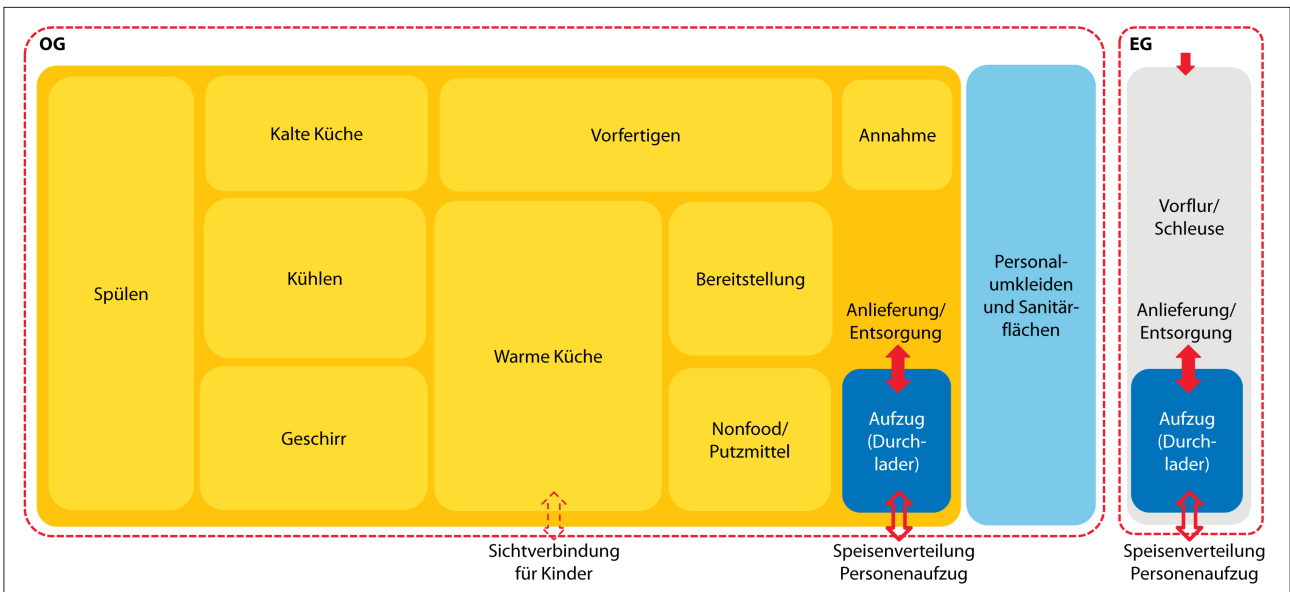 OG
Kalte Küche
Vorfertigen
Annahme
Spülen
Kühlen
Bereitstellung
Anlieferung/
Entsorgung
Warme Küche
Geschirr
Nonfood/
Putzmittel
Aufzug
(Durch-
lader)
Personal-
umkleiden
und Sanitär-
flächen
Sichtverbindung
für Kinder
Speisenverteilung
Personenaufzug
EG
Vorflur/
Schleuse
Anlieferung/
Entsorgung
Aufzug
(Durch-
lader)
Speisenverteilung
Personenaufzug